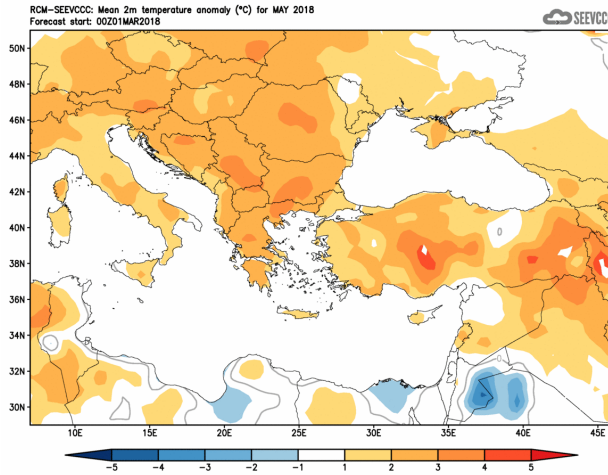 RCM-SEEVCCC: Mean 2m temperature anomaly (°C) for MAY 2018
Forecast start: 00Z01MAR2018
SEEVCC
50N
48N
46N
44N
42N
40N
38N
36N
34N
32N
30N
0
0
10E 15E 20E 25E 30E 35E 40E 45E
-5 -4 -3 -2 -1 1 2 3 4 5